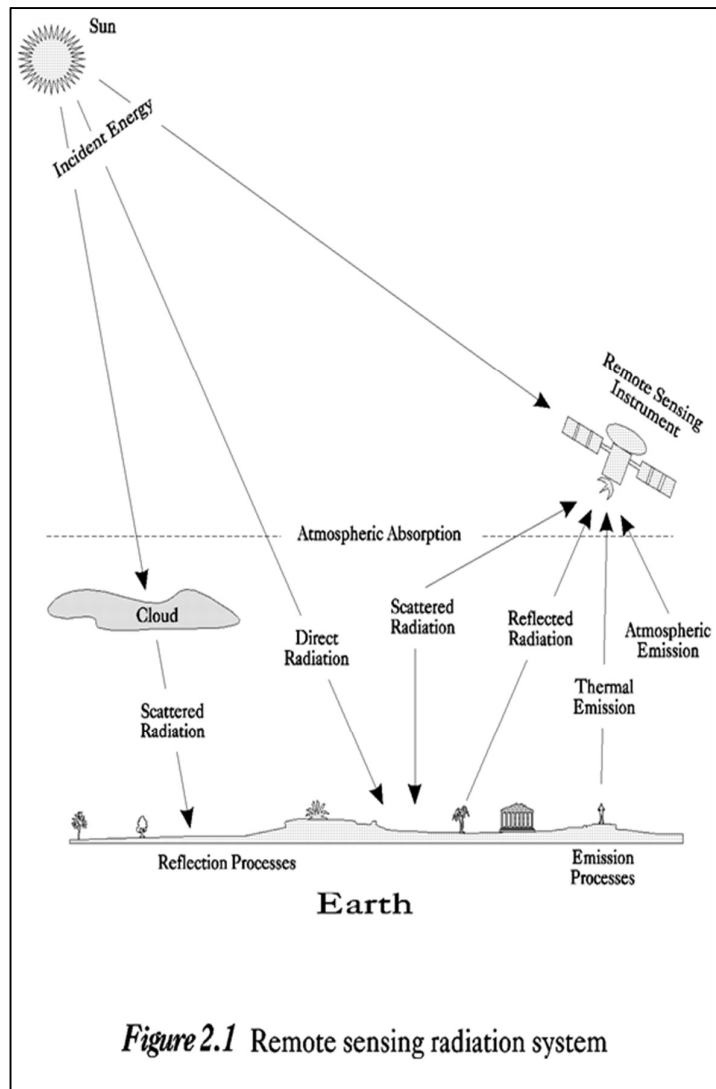 Sun
Incident Energy
Remote Sensing
Instrument
Atmospheric Absorption
Cloud
Scattered
Radiation
Direct
Radiation
Scattered
Radiation
Reflected
Radiation
Atmospheric
Emission
Thermal
Emission
Reflection Processes
Emission
Processes
Earth
Figure 2.1 Remote sensing radiation system